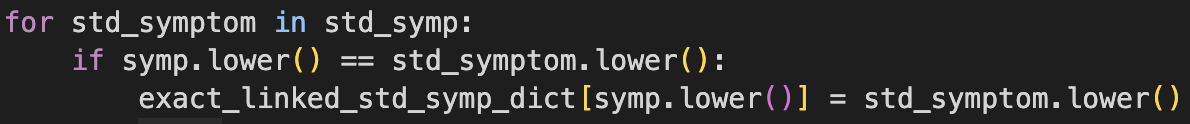 for std_symptom in std_symp:
    if symp.lower() == std_symptom.lower():
        exact_linked_std_symp_dict[symp.lower()] = std_symptom.lower()